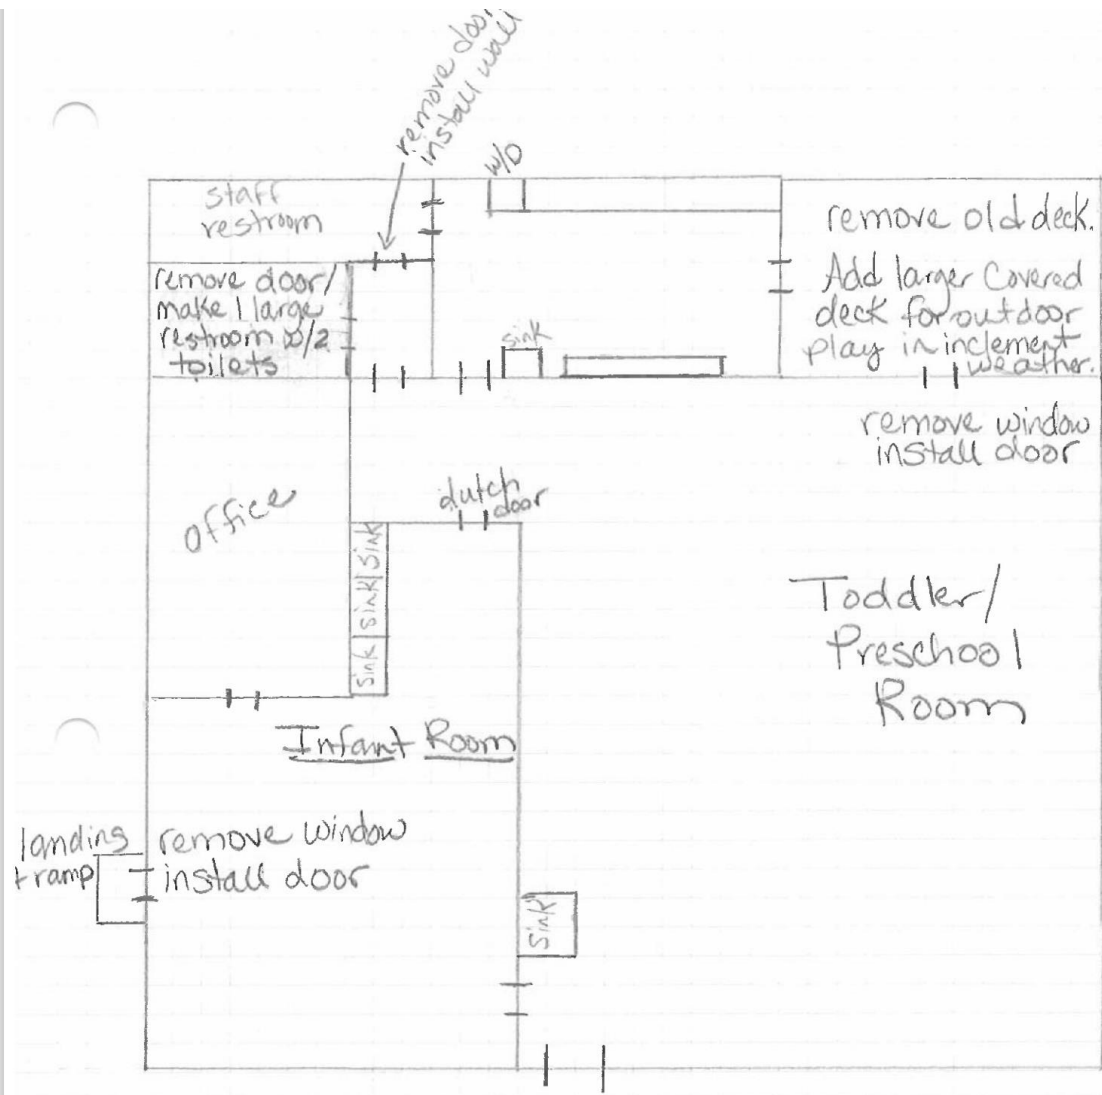 remove door
install wall
W/D
staff
restroom
remove old deck.
Add larger Covered
deck for outdoor
play in inclement
weather.
remove door/
make 1 large
restroom w/2
toilets
sink
remove window
install door
office
dutch
door
sink
sink
sink
Toddler/
Preschool
Room
Infant Room
landing
+ ramp
remove window
install door
sink